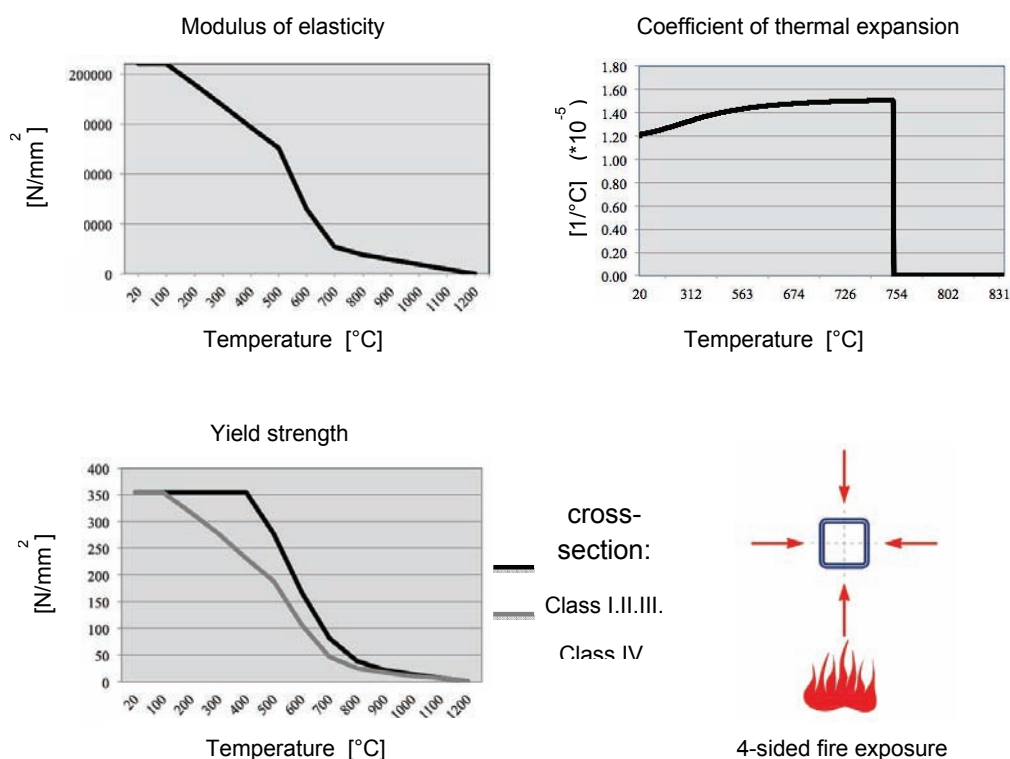 Modulus of elasticity
[N/mm²]
200000
0000
0000
0000
0
20 100 200 300 400 500 600 700 800 900 1000 1100 1200
Temperature [°C]
Coefficient of thermal expansion
[1/°C] (*10⁻⁵)
1.80
1.60
1.40
1.20
1.00
0.80
0.60
0.40
0.20
0.00
20 312 563 674 726 754 802 831
Temperature [°C]
Yield strength
[N/mm²]
400
350
300
250
200
150
100
50
0
20 100 200 300 400 500 600 700 800 900 1000 1100 1200
Temperature [°C]
cross-
section:
Class I.II.III.
Class IV
4-sided fire exposure